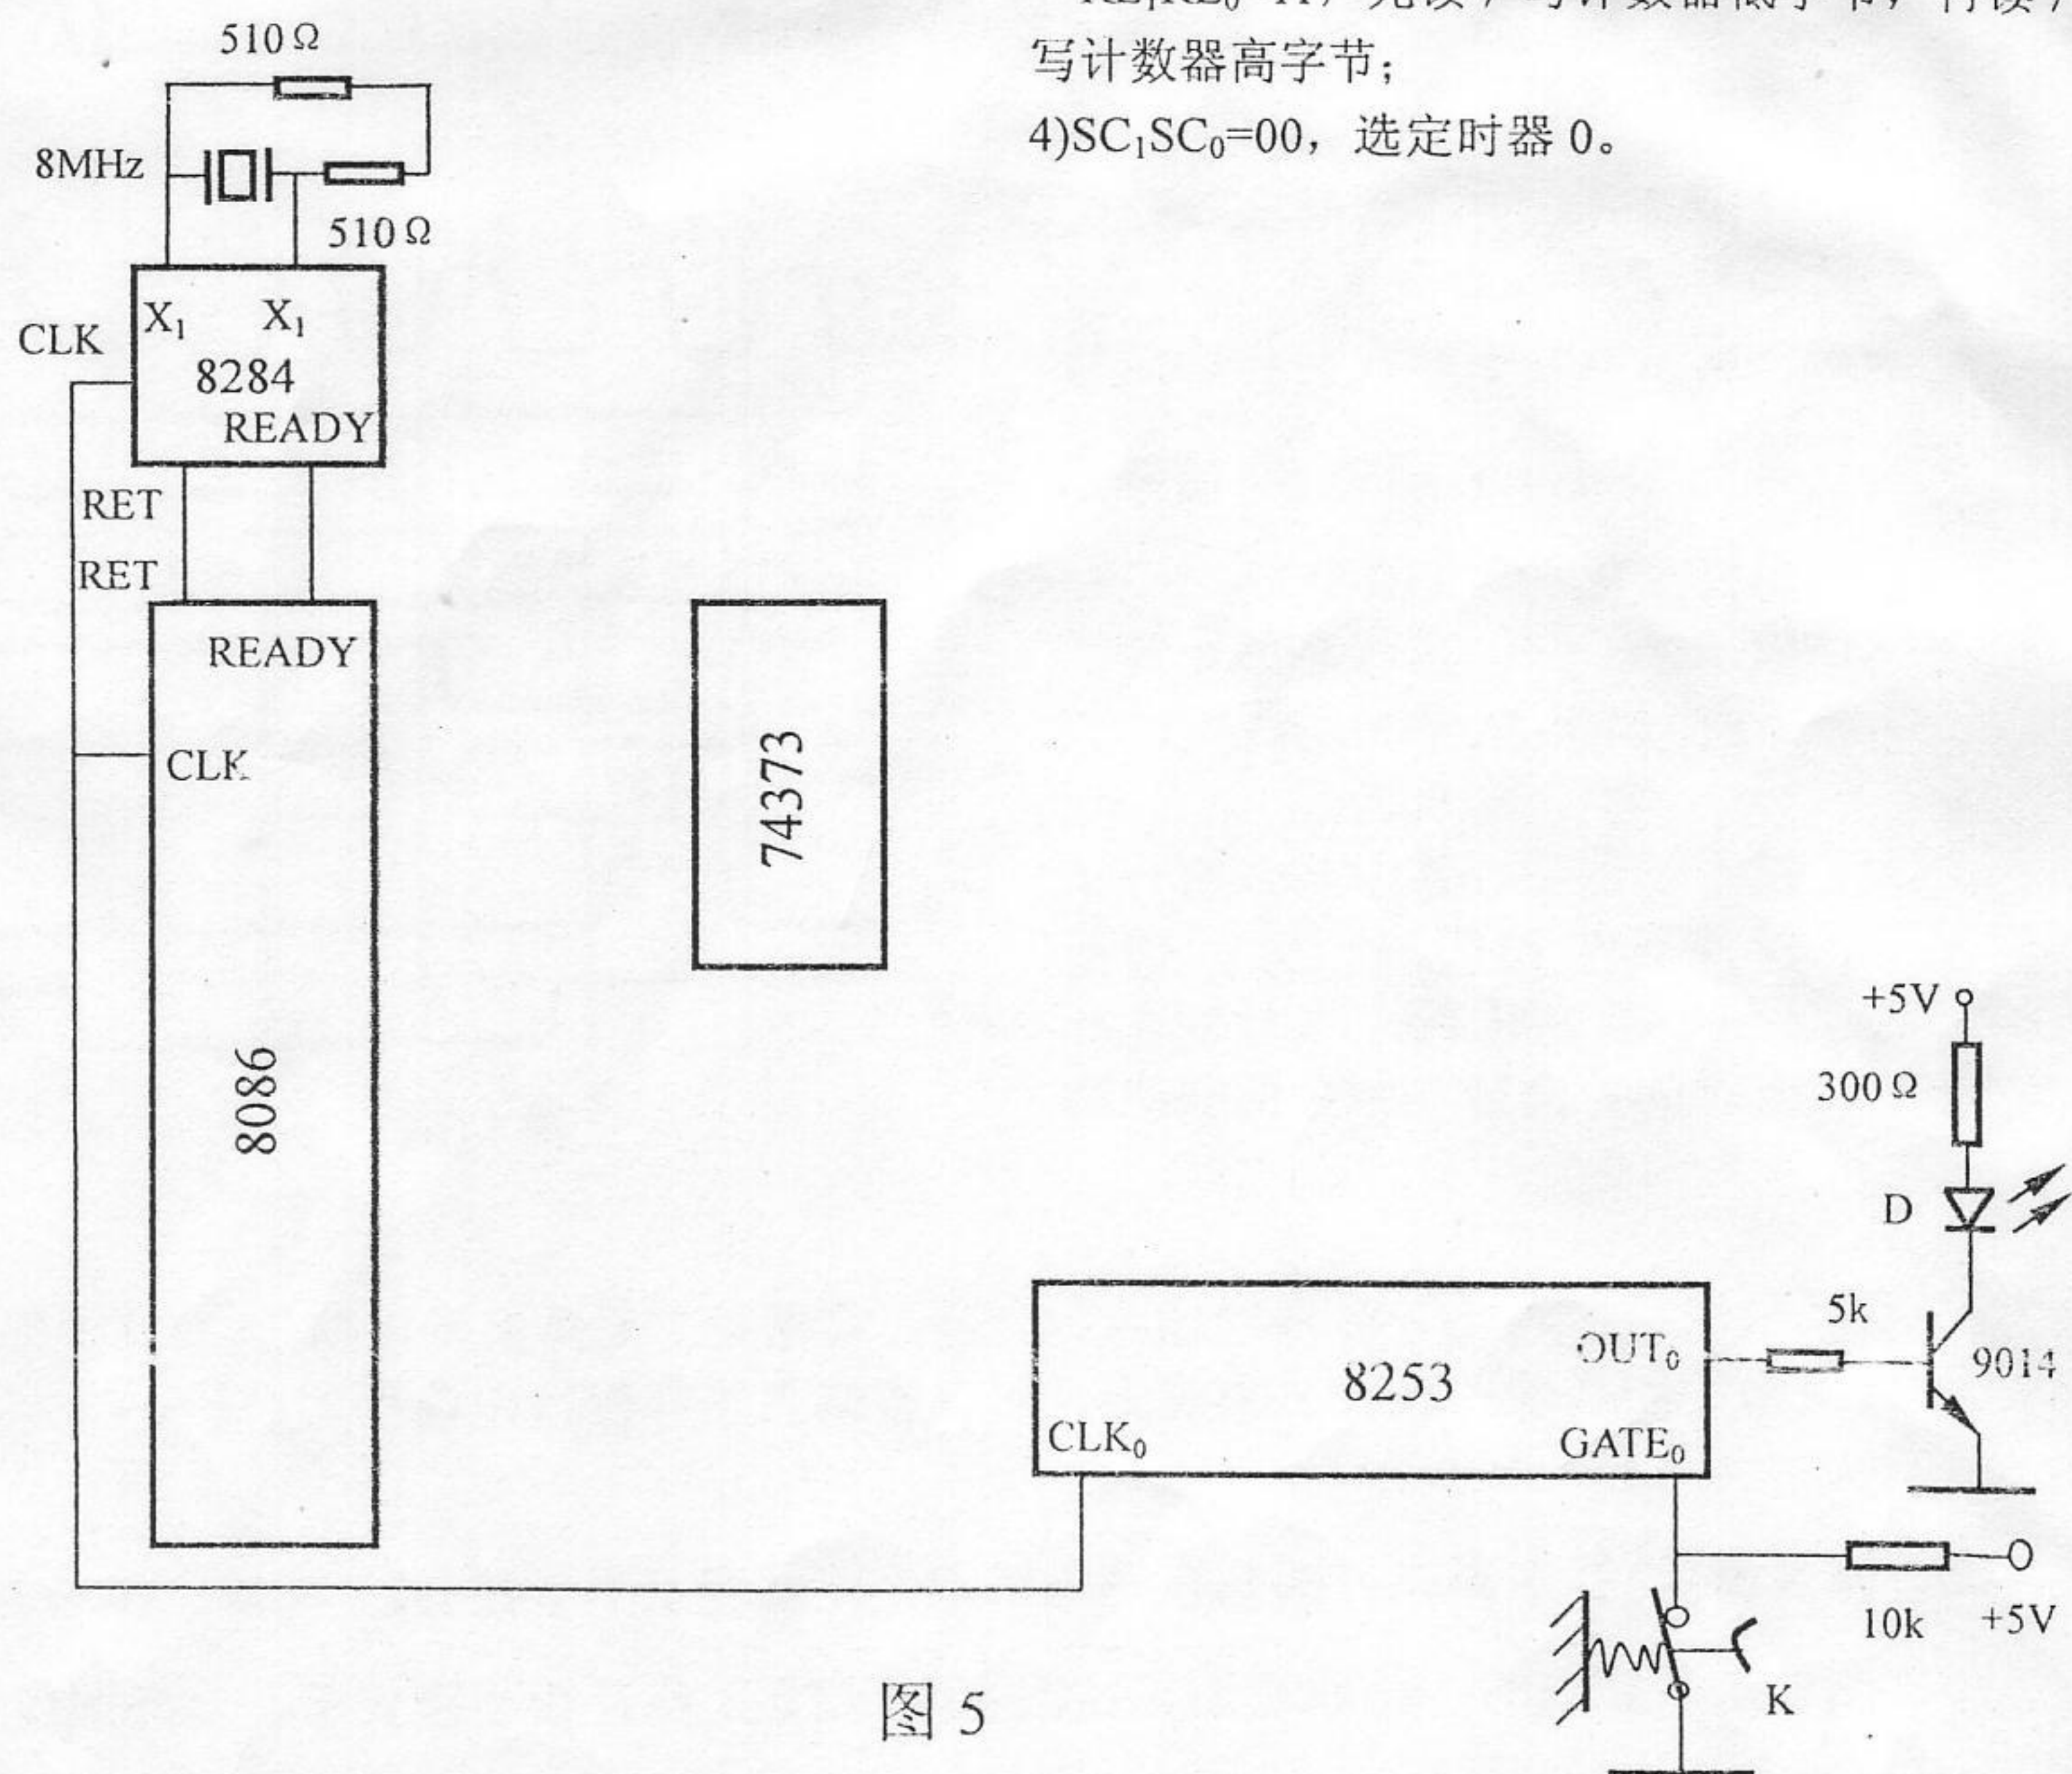 写计数器高字节；
4)SC₁SC₀=00，选定时器 0。
510Ω
8MHz
510Ω
X₁ X₁
CLK
8284
READY
RET
RET
READY
CLK
74373
8086
+5V
300Ω
D
5k
OUT₀
9014
8253
CLK₀
GATE₀
10k
+5V
K
图 5